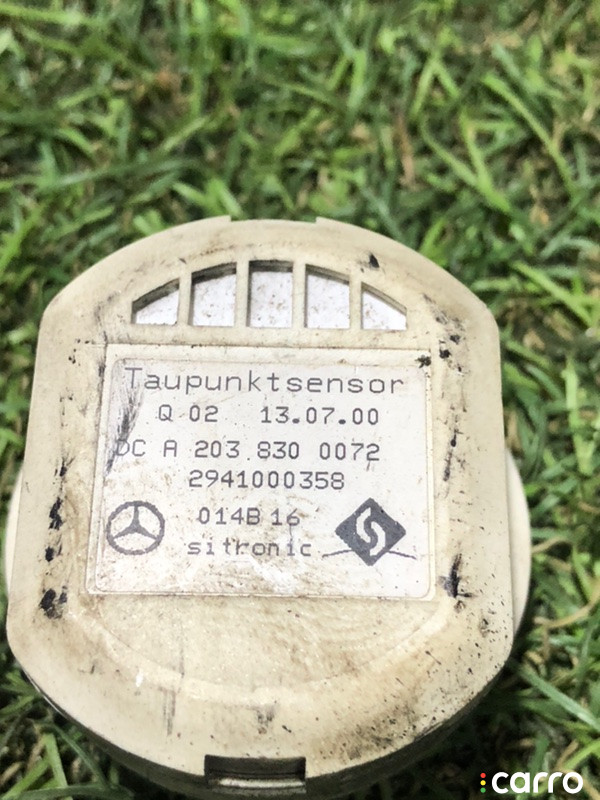 Taupunktsensor
Q 02 13.07.00
DC A 203 830 0072
2941000358
014B 16
sitronic
carro